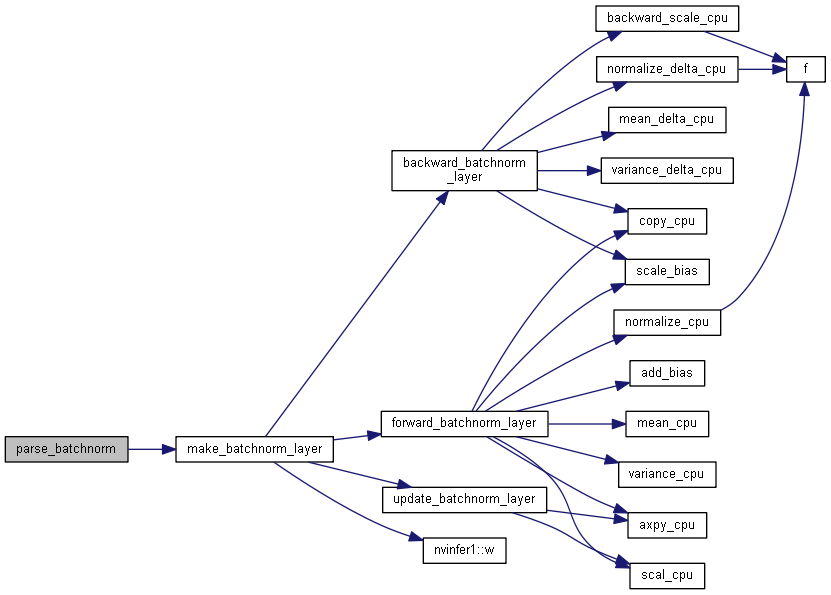 backward_scale_cpu
normalize_delta_cpu
f
mean_delta_cpu
backward_batchnorm
_layer
variance_delta_cpu
copy_cpu
scale_bias
normalize_cpu
add_bias
forward_batchnorm_layer
mean_cpu
parse_batchnorm
make_batchnorm_layer
variance_cpu
update_batchnorm_layer
axpy_cpu
nvinfer1::w
scal_cpu